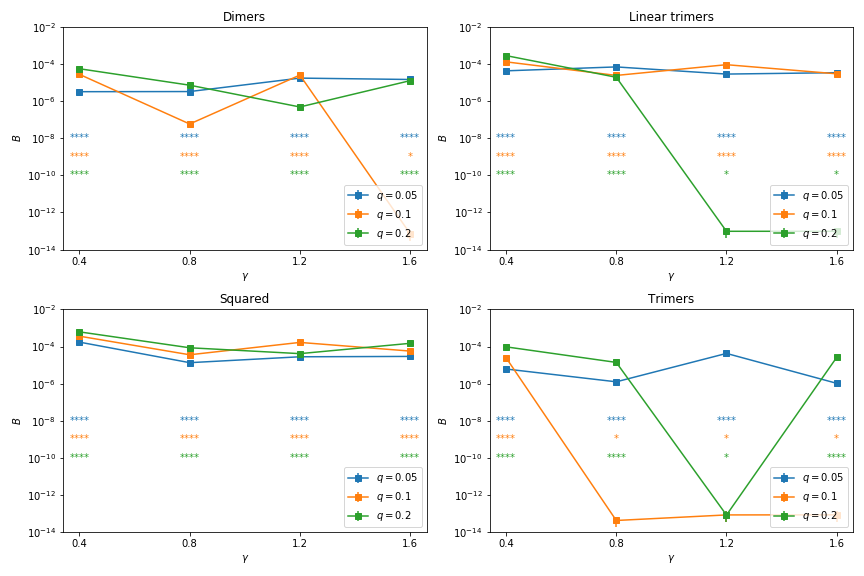 Dimers
10⁻²
10⁻⁴
10⁻⁶
10⁻⁸
10⁻¹⁰
10⁻¹²
10⁻¹⁴
B
**** **** **** ****
**** **** **** *
**** **** **** ****
q = 0.05
q = 0.1
q = 0.2
0.4 0.8 1.2 1.6
γ
Linear trimers
10⁻²
10⁻⁴
10⁻⁶
10⁻⁸
10⁻¹⁰
10⁻¹²
10⁻¹⁴
B
**** **** **** ****
**** **** **** ****
**** **** * *
q = 0.05
q = 0.1
q = 0.2
0.4 0.8 1.2 1.6
γ
Squared
10⁻²
10⁻⁴
10⁻⁶
10⁻⁸
10⁻¹⁰
10⁻¹²
10⁻¹⁴
B
**** **** **** ****
**** **** **** ****
**** **** **** ****
q = 0.05
q = 0.1
q = 0.2
0.4 0.8 1.2 1.6
γ
Trimers
10⁻²
10⁻⁴
10⁻⁶
10⁻⁸
10⁻¹⁰
10⁻¹²
10⁻¹⁴
B
**** **** **** ****
**** * * *
**** **** * ****
q = 0.05
q = 0.1
q = 0.2
0.4 0.8 1.2 1.6
γ